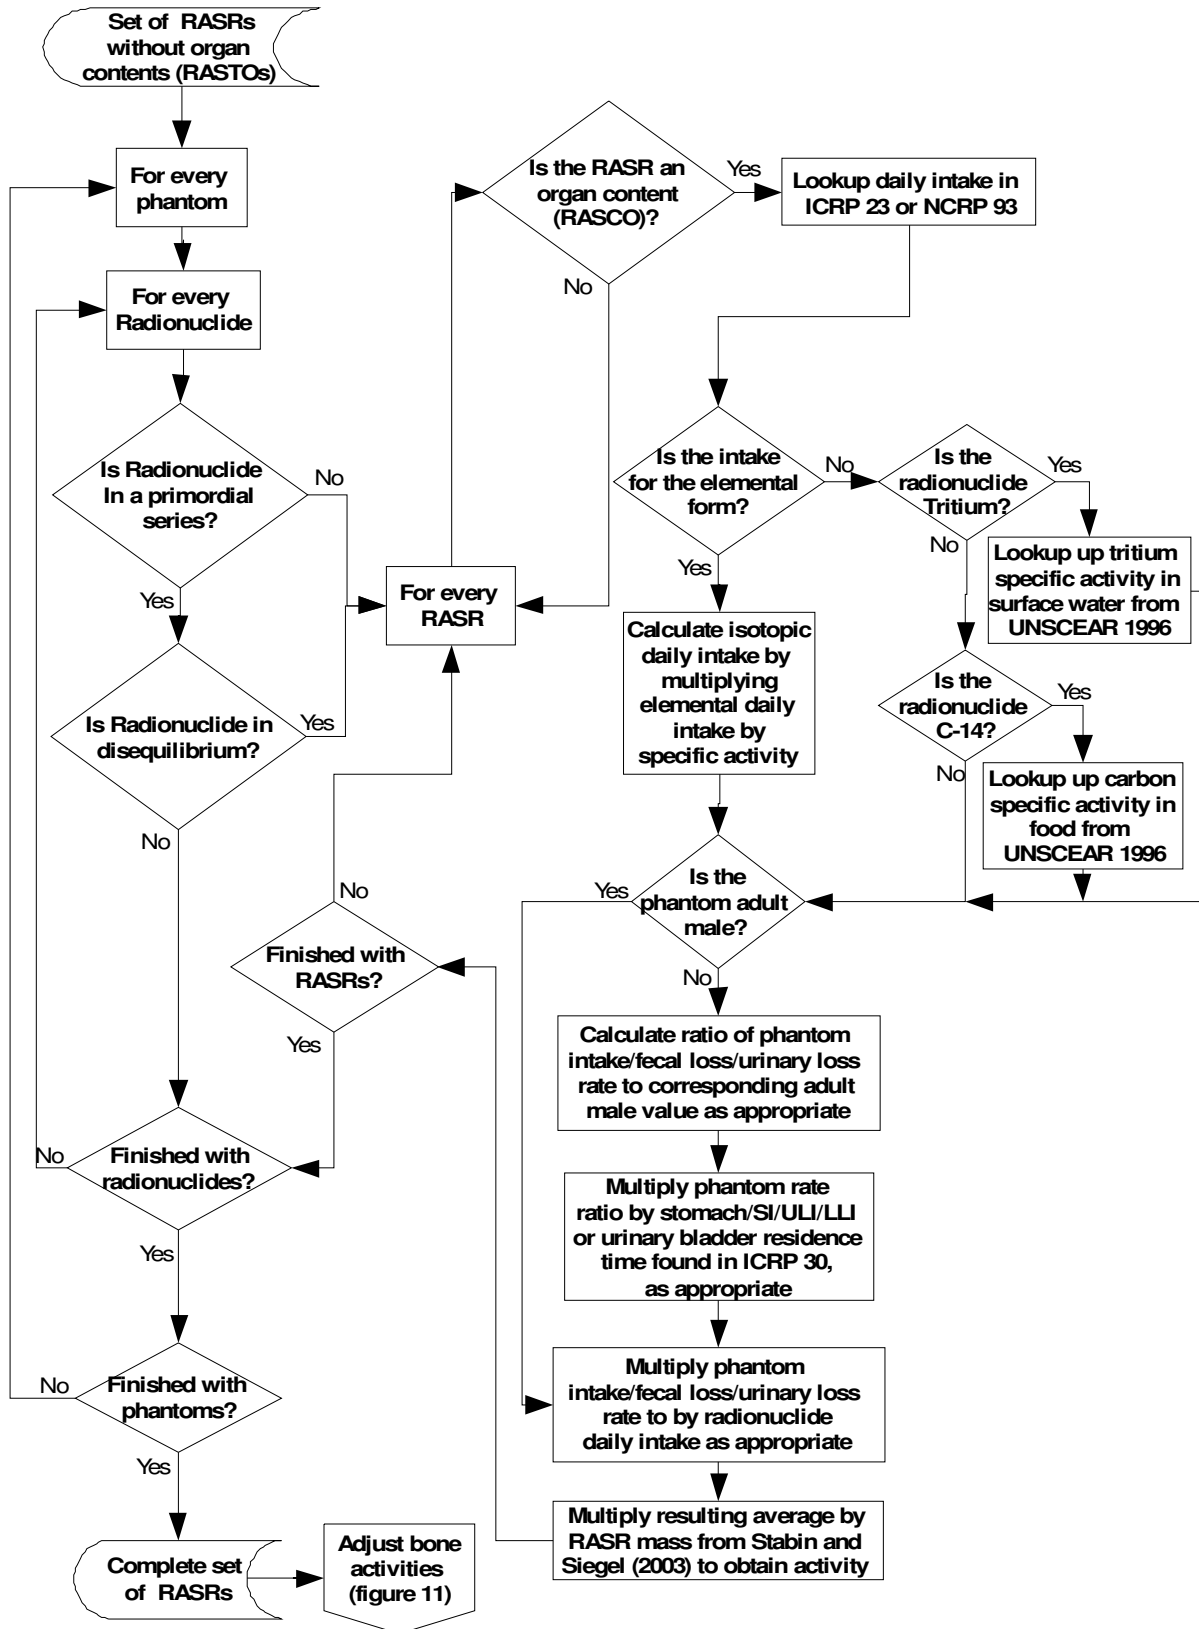 Set of RASRs
without organ
contents (RASTOs)
For every
phantom
For every
Radionuclide
Is Radionuclide
In a primordial
series?
No
Yes
Is Radionuclide in
disequilibrium?
Yes
No
For every
RASR
Is the RASR an
organ content
(RASCO)?
Yes
No
Lookup daily intake in
ICRP 23 or NCRP 93
Is the intake
for the elemental
form?
No
Yes
Is the
radionuclide
Tritium?
Yes
No
Lookup up tritium
specific activity in
surface water from
UNSCEAR 1996
Calculate isotopic
daily intake by
multiplying
elemental daily
intake by
specific activity
Is the
radionuclide
C-14?
Yes
No
Lookup up carbon
specific activity in
food from
UNSCEAR 1996
Is the
phantom adult
male?
Yes
No
Calculate ratio of phantom
intake/fecal loss/urinary loss
rate to corresponding adult
male value as appropriate
Multiply phantom rate
ratio by stomach/SI/ULI/LLI
or urinary bladder residence
time found in ICRP 30,
as appropriate
Multiply phantom
intake/fecal loss/urinary loss
rate to by radionuclide
daily intake as appropriate
Multiply resulting average by
RASR mass from Stabin and
Siegel (2003) to obtain activity
Finished with
RASRs?
No
Yes
Finished with
radionuclides?
No
Yes
Finished with
phantoms?
No
Yes
Complete set
of RASRs
Adjust bone
activities
(figure 11)